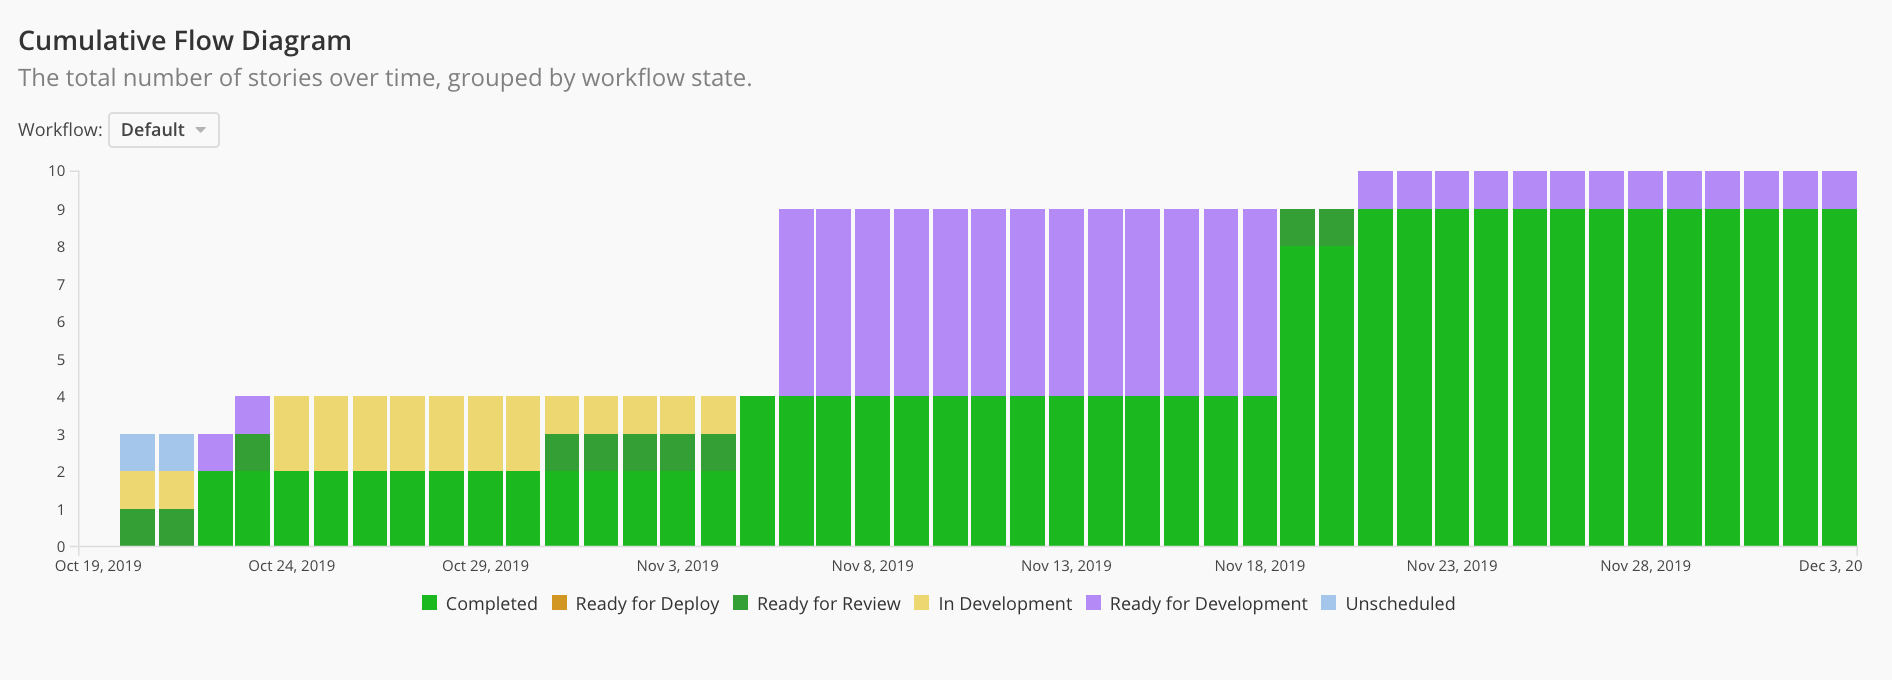 Cumulative Flow Diagram
The total number of stories over time, grouped by workflow state.
Workflow: Default
10
9
8
7
6
5
4
3
2
1
0
Oct 19, 2019 Oct 24, 2019 Oct 29, 2019 Nov 3, 2019 Nov 8, 2019 Nov 13, 2019 Nov 18, 2019 Nov 23, 2019 Nov 28, 2019 Dec 3, 20
Completed Ready for Deploy Ready for Review In Development Ready for Development Unscheduled